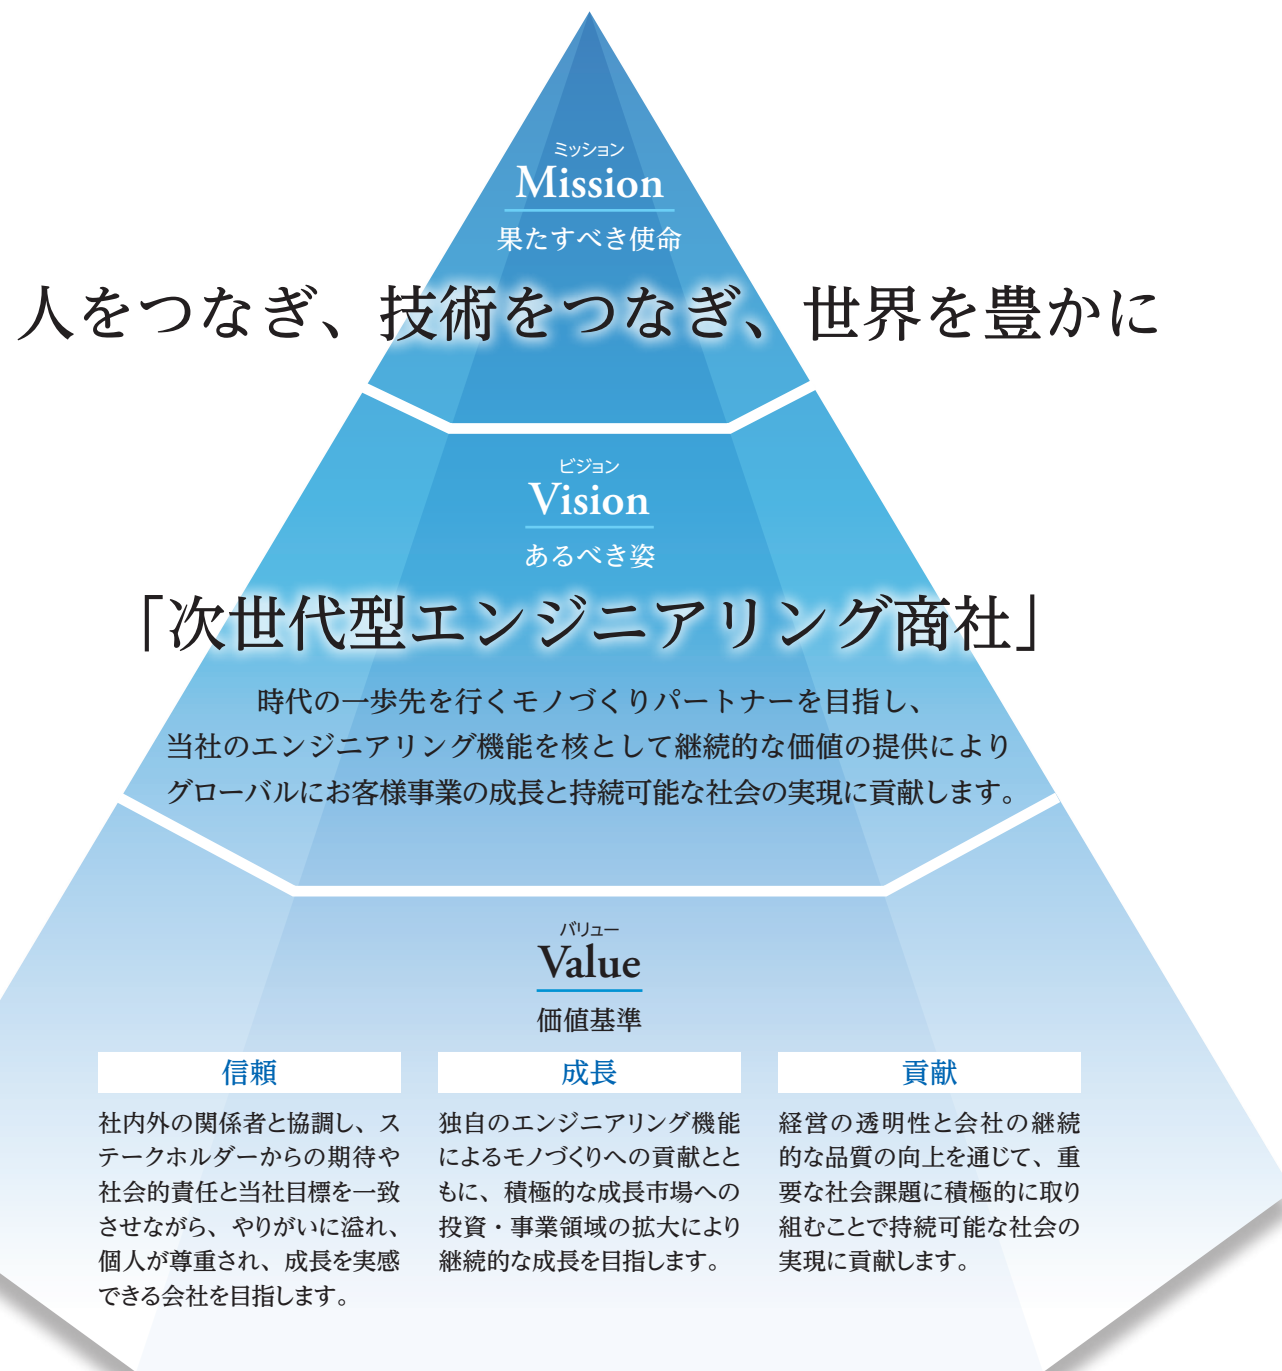 ミッション
Mission
果たすべき使命
人をつなぎ、技術をつなぎ、世界を豊かに
ビジョン
Vision
あるべき姿
「次世代型エンジニアリング商社」
時代の一歩先を行くモノづくりパートナーを目指し、
当社のエンジニアリング機能を核として継続的な価値の提供により
グローバルにお客様事業の成長と持続可能な社会の実現に貢献します。
バリュー
Value
価値基準
信頼
社内外の関係者と協調し、ス
テークホルダーからの期待や
社会的責任と当社目標を一致
させながら、やりがいに溢れ、
個人が尊重され、成長を実感
できる会社を目指します。
成長
独自のエンジニアリング機能
によるモノづくりへの貢献とと
もに、積極的な成長市場への
投資・事業領域の拡大により
継続的な成長を目指します。
貢献
経営の透明性と会社の継続
的な品質の向上を通じて、重
要な社会課題に積極的に取り
組むことで持続可能な社会の
実現に貢献します。